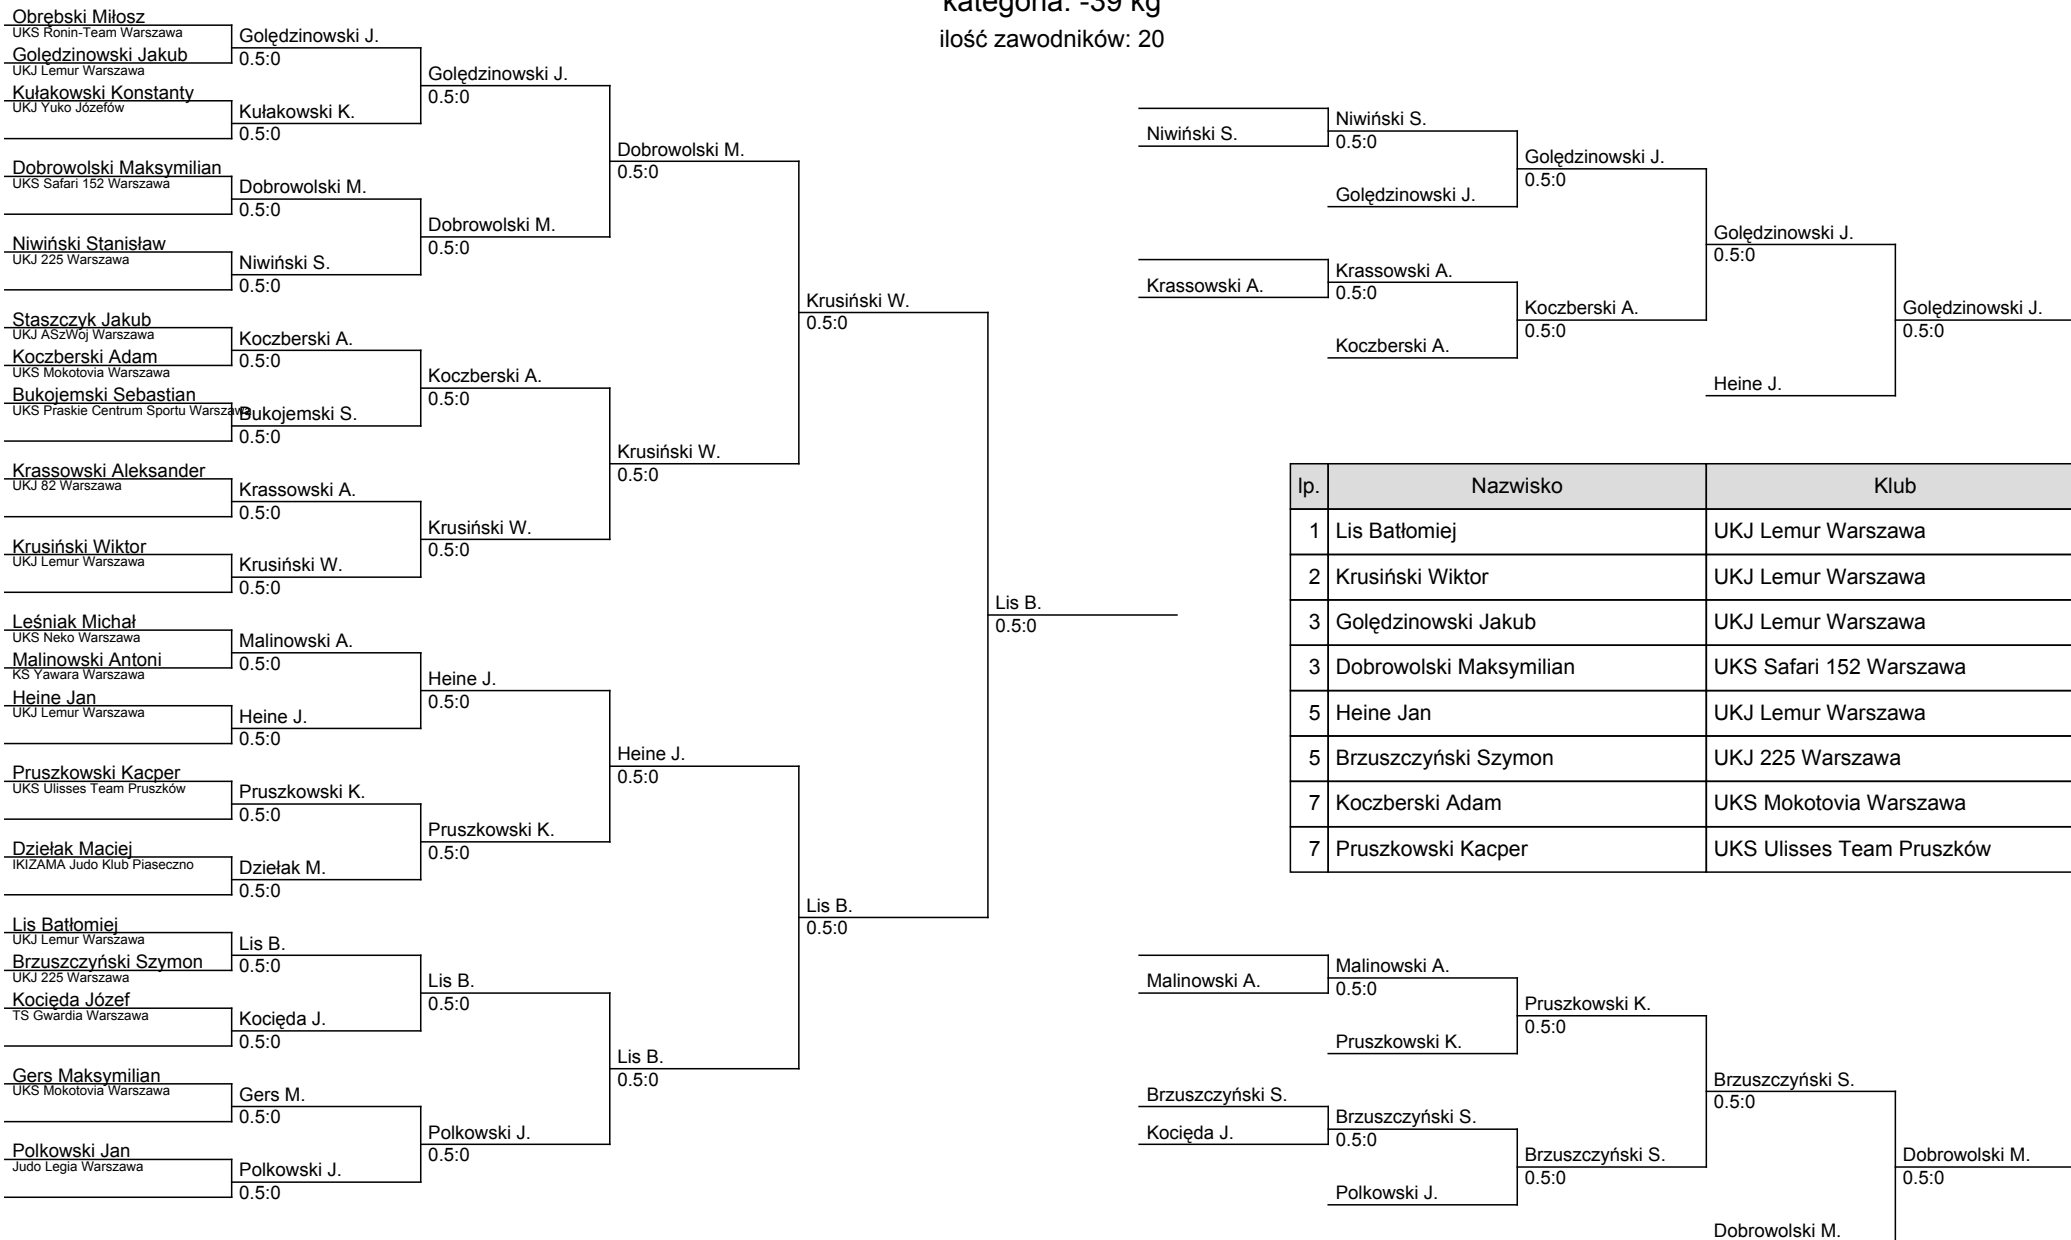 kategoria: -39 kg
ilość zawodników: 20
Obrębski Miłosz
UKS Ronin-Team Warszawa
Golędzinowski Jakub
UKJ Lemur Warszawa
Kułakowski Konstanty
UKJ Yuko Józefów
Dobrowolski Maksymilian
UKS Safari 152 Warszawa
Niwiński Stanisław
UKJ 225 Warszawa
Staszczyk Jakub
UKJ ASzWoj Warszawa
Koczberski Adam
UKS Mokotovia Warszawa
Bukojemski Sebastian
UKS Praskie Centrum Sportu Warszawa
Krassowski Aleksander
UKJ 82 Warszawa
Krusiński Wiktor
UKJ Lemur Warszawa
Leśniak Michał
UKS Neko Warszawa
Malinowski Antoni
KS Yawara Warszawa
Heine Jan
UKJ Lemur Warszawa
Pruszkowski Kacper
UKS Ulisses Team Pruszków
Dziełak Maciej
IKIZAMA Judo Klub Piaseczno
Lis Batłomiej
UKJ Lemur Warszawa
Brzuszczyński Szymon
UKJ 225 Warszawa
Kocięda Józef
TS Gwardia Warszawa
Gers Maksymilian
UKS Mokotovia Warszawa
Polkowski Jan
Judo Legia Warszawa
Golędzinowski J.
0.5:0
Kułakowski K.
0.5:0
Dobrowolski M.
0.5:0
Niwiński S.
0.5:0
Koczberski A.
0.5:0
Bukojemski S.
0.5:0
Krassowski A.
0.5:0
Krusiński W.
0.5:0
Malinowski A.
0.5:0
Heine J.
0.5:0
Pruszkowski K.
0.5:0
Dziełak M.
0.5:0
Lis B.
0.5:0
Kocięda J.
0.5:0
Gers M.
0.5:0
Polkowski J.
0.5:0
Golędzinowski J.
0.5:0
Dobrowolski M.
0.5:0
Koczberski A.
0.5:0
Krusiński W.
0.5:0
Heine J.
0.5:0
Pruszkowski K.
0.5:0
Lis B.
0.5:0
Polkowski J.
0.5:0
Dobrowolski M.
0.5:0
Krusiński W.
0.5:0
Heine J.
0.5:0
Lis B.
0.5:0
Krusiński W.
0.5:0
Lis B.
0.5:0
Lis B.
0.5:0
Niwiński S.
Krassowski A.
Niwiński S.
0.5:0
Golędzinowski J.
Krassowski A.
0.5:0
Koczberski A.
Golędzinowski J.
0.5:0
Koczberski A.
0.5:0
Golędzinowski J.
0.5:0
Heine J.
Golędzinowski J.
0.5:0
lp. Nazwisko Klub
1 Lis Batłomiej UKJ Lemur Warszawa
2 Krusiński Wiktor UKJ Lemur Warszawa
3 Golędzinowski Jakub UKJ Lemur Warszawa
3 Dobrowolski Maksymilian UKS Safari 152 Warszawa
5 Heine Jan UKJ Lemur Warszawa
5 Brzuszczyński Szymon UKJ 225 Warszawa
7 Koczberski Adam UKS Mokotovia Warszawa
7 Pruszkowski Kacper UKS Ulisses Team Pruszków
Malinowski A.
Brzuszczyński S.
Kocięda J.
Malinowski A.
0.5:0
Pruszkowski K.
Brzuszczyński S.
0.5:0
Polkowski J.
Pruszkowski K.
0.5:0
Brzuszczyński S.
0.5:0
Brzuszczyński S.
0.5:0
Dobrowolski M.
Dobrowolski M.
0.5:0